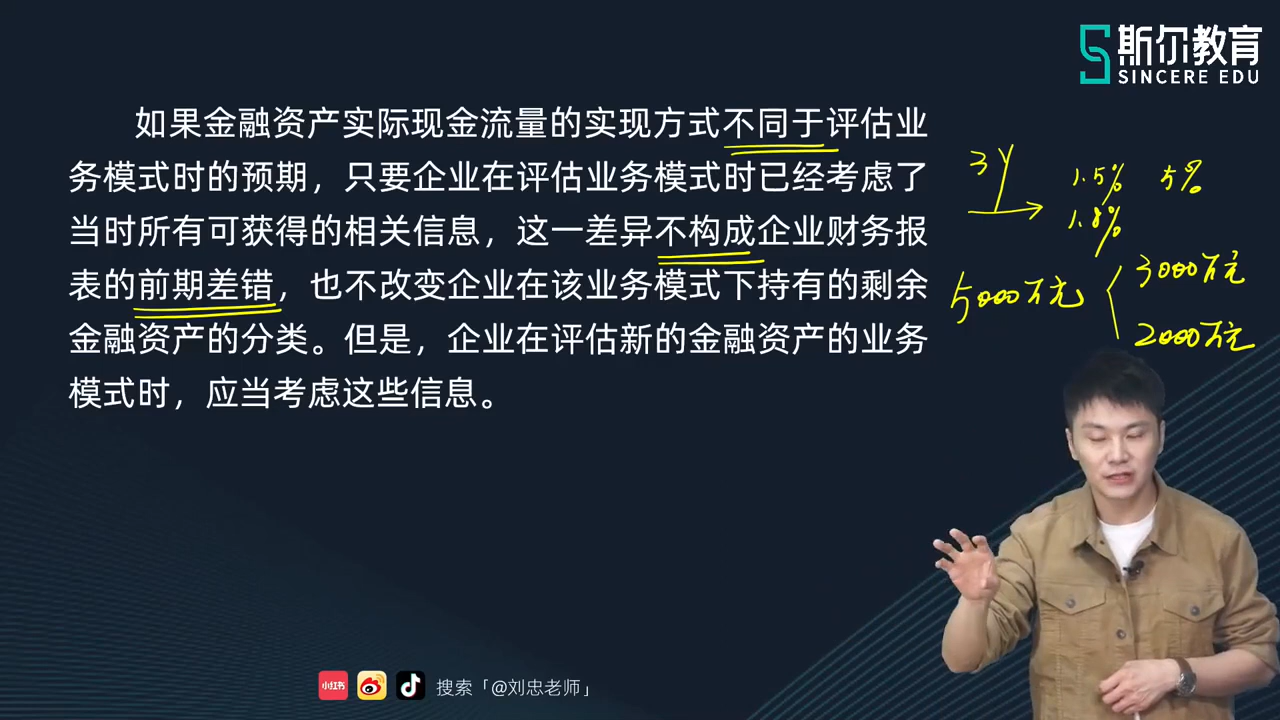 斯尔教育
SINCERE EDU
如果金融资产实际现金流量的实现方式不同于评估业
务模式时的预期，只要企业在评估业务模式时已经考虑了
当时所有可获得的相关信息，这一差异不构成企业财务报
表的前期差错，也不改变企业在该业务模式下持有的剩余
金融资产的分类。但是，企业在评估新的金融资产的业务
模式时，应当考虑这些信息。
3Y
1.5% 5%
1.8%
5000万元
3000万元
2000万元
小红书
搜索「@刘忠老师」